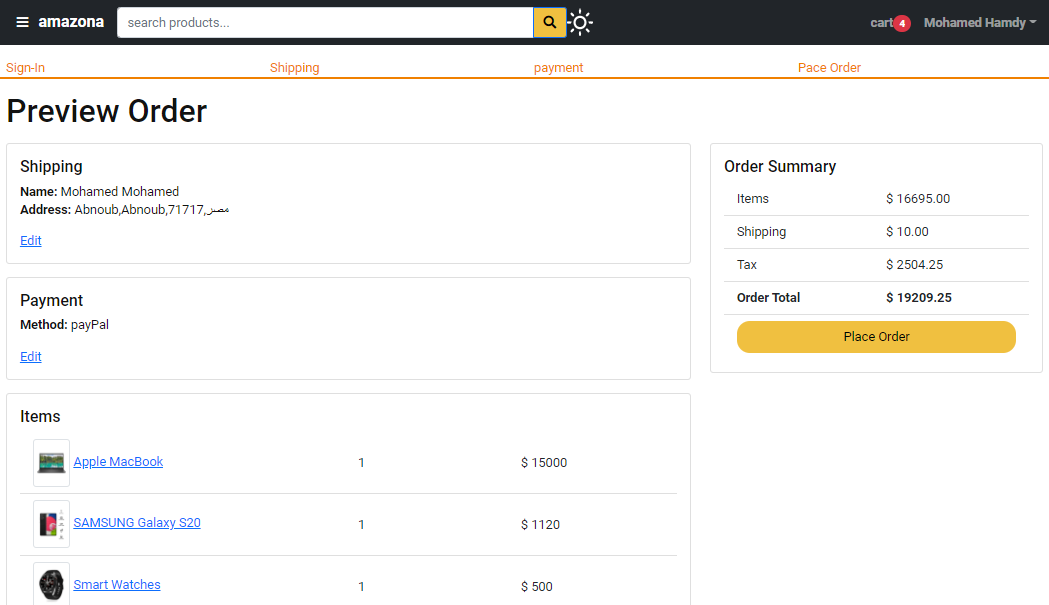 amazona search products... cart 4 Mohamed Hamdy
Sign-In Shipping payment Pace Order
Preview Order
Shipping
Name: Mohamed Mohamed
Address: Abnoub,Abnoub,71717,مصر
Edit
Payment
Method: payPal
Edit
Items
Apple MacBook 1 $ 15000
SAMSUNG Galaxy S20 1 $ 1120
Smart Watches 1 $ 500
Order Summary
Items $ 16695.00
Shipping $ 10.00
Tax $ 2504.25
Order Total $ 19209.25
Place Order